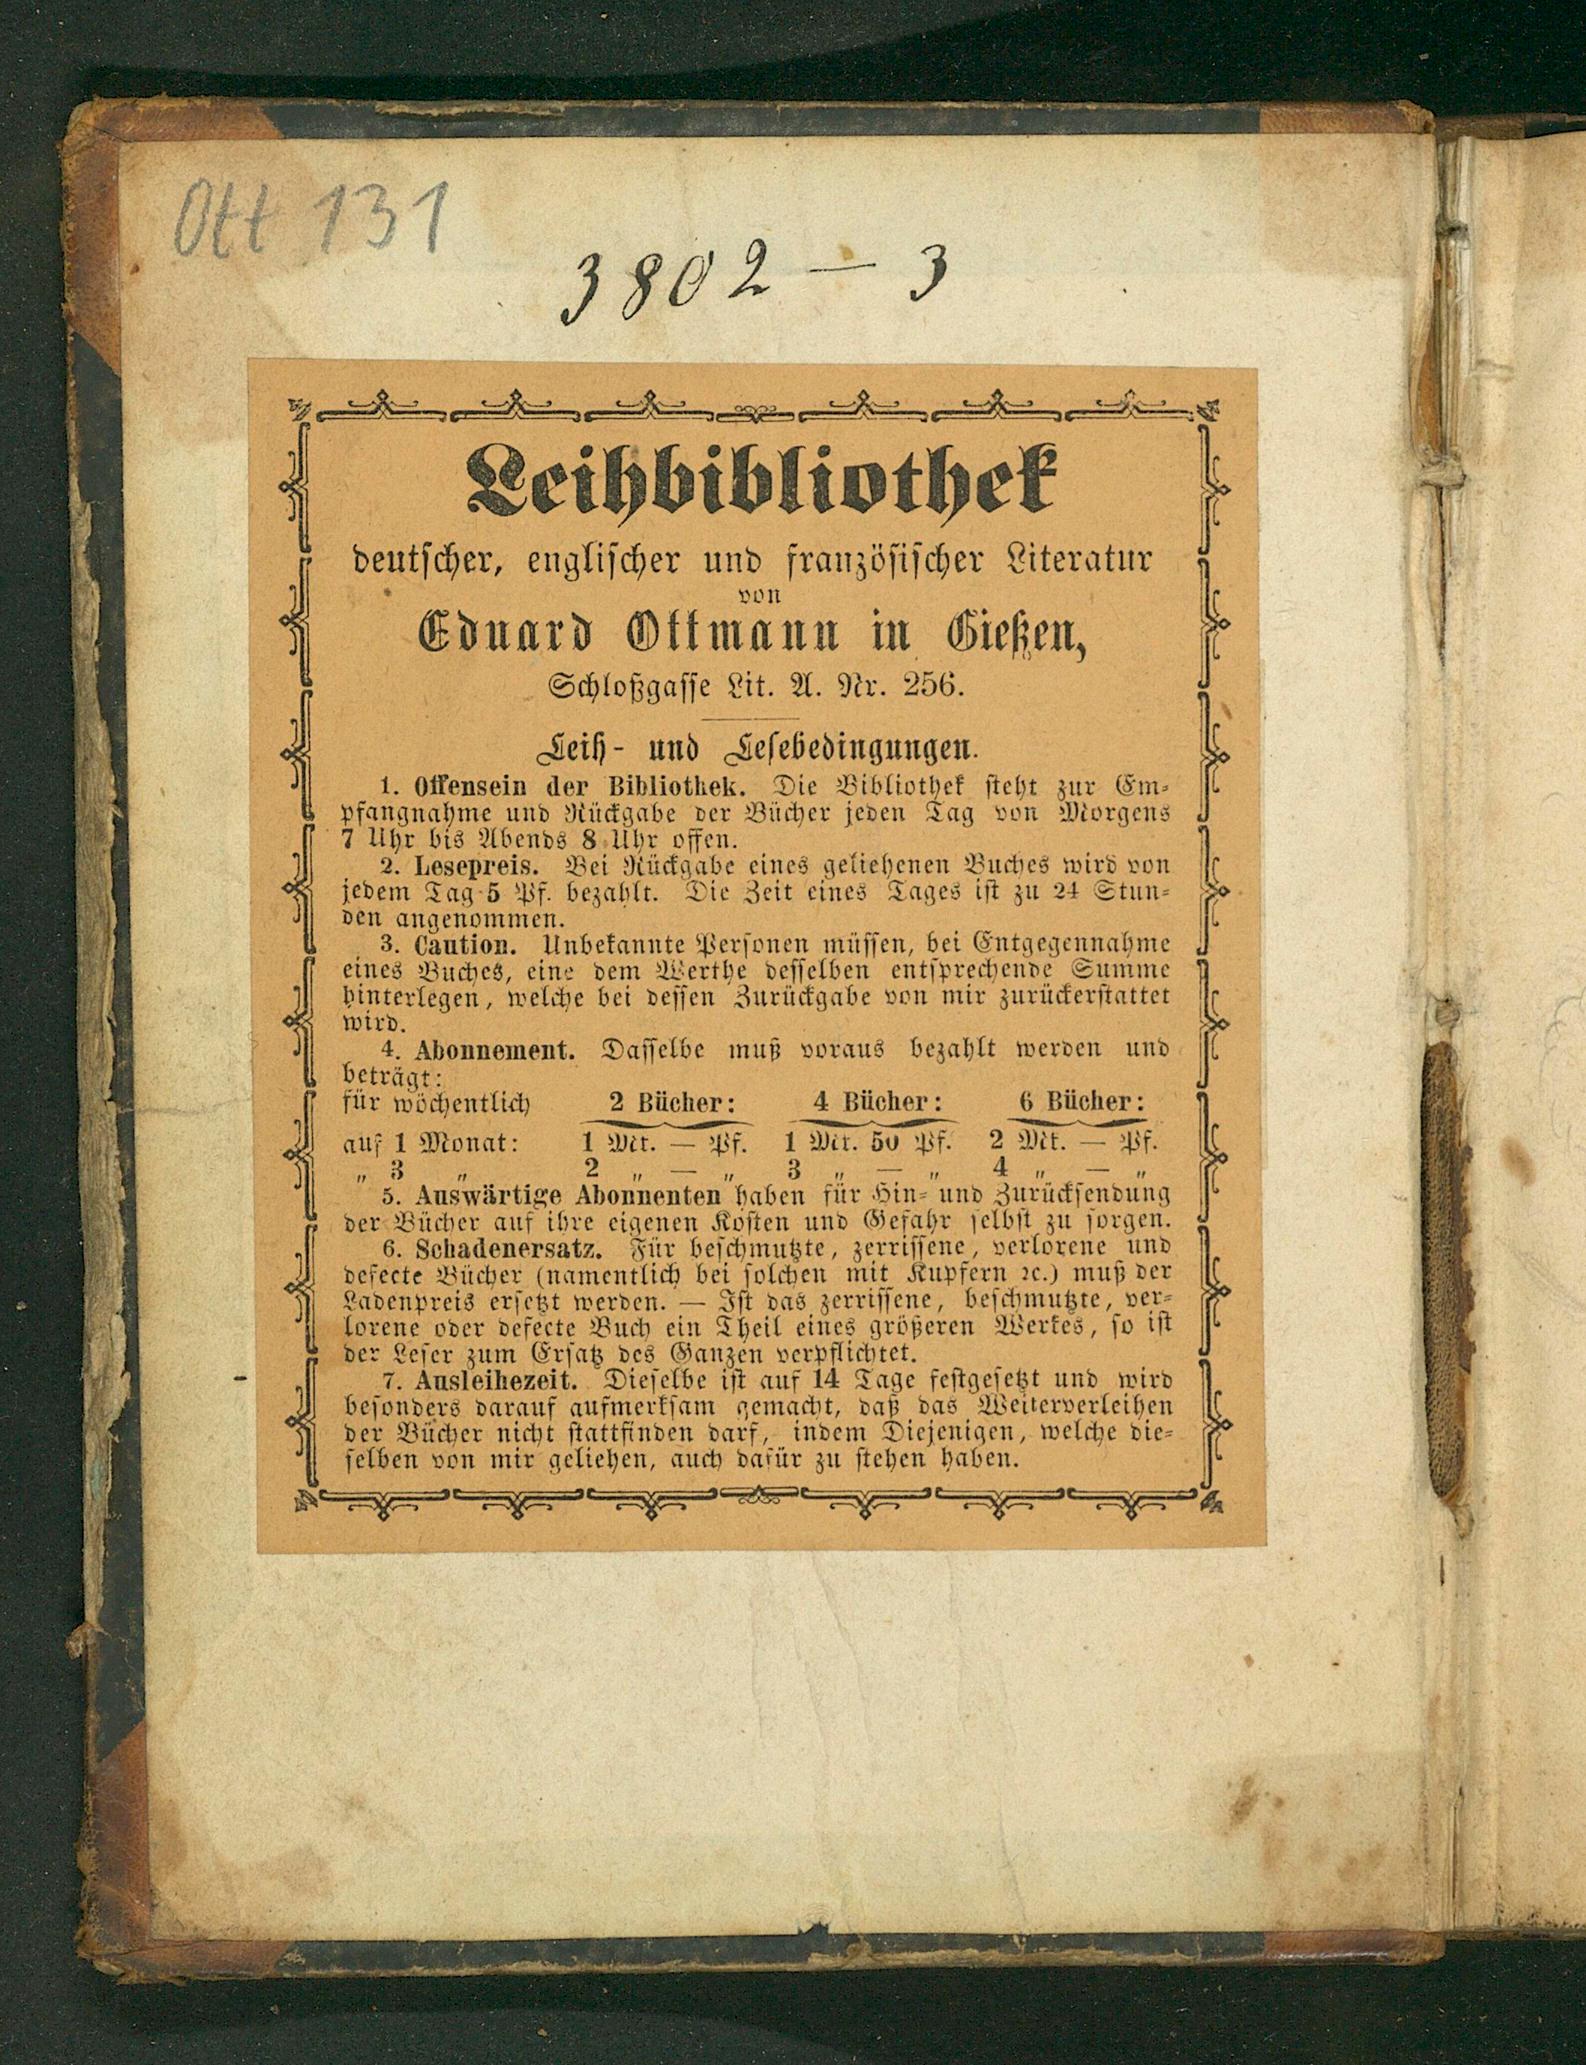 Ott 131
3802 — 3
Leihbibliothek
deutscher, englischer und französischer Literatur
von
Eduard Ottmann in Gießen,
Schloßgasse Lit. A. Nr. 256.
Leih- und Lesebedingungen.
1. Offensein der Bibliothek. Die Bibliothek steht zur Em-
pfangnahme und Rückgabe der Bücher jeden Tag von Morgens
7 Uhr bis Abends 8 Uhr offen.
2. Lesepreis. Bei Rückgabe eines geliehenen Buches wird von
jedem Tag 5 Pf. bezahlt. Die Zeit eines Tages ist zu 24 Stun-
den angenommen.
3. Caution. Unbekannte Personen müssen, bei Entgegennahme
eines Buches, eine dem Werthe desselben entsprechende Summe
hinterlegen, welche bei dessen Zurückgabe von mir zurückerstattet
wird.
4. Abonnement. Dasselbe muß voraus bezahlt werden und
beträgt:
für wöchentlich 2 Bücher: 4 Bücher: 6 Bücher:
auf 1 Monat: 1 Mk. — Pf. 1 Mk. 50 Pf. 2 Mk. — Pf.
„ 3 „ 2 „ — „ 3 „ — „ 4 „ — „
5. Auswärtige Abonnenten haben für Hin- und Zurücksendung
der Bücher auf ihre eigenen Kosten und Gefahr selbst zu sorgen.
6. Schadenersatz. Für beschmutzte, zerrissene, verlorene und
defecte Bücher (namentlich bei solchen mit Kupfern ꝛc.) muß der
Ladenpreis ersetzt werden. — Ist das zerrissene, beschmutzte, ver-
lorene oder defecte Buch ein Theil eines größeren Werkes, so ist
der Leser zum Ersatz des Ganzen verpflichtet.
7. Ausleihezeit. Dieselbe ist auf 14 Tage festgesetzt und wird
besonders darauf aufmerksam gemacht, daß das Weiterverleihen
der Bücher nicht stattfinden darf, indem Diejenigen, welche die-
selben von mir geliehen, auch dafür zu stehen haben.